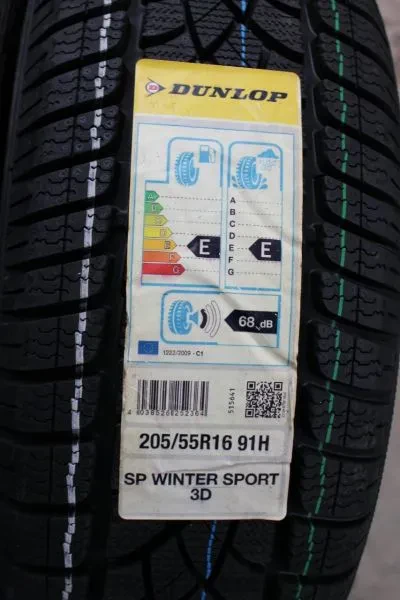 DUNLOP
A
B
C
D
E
F
G
A
B
C
D
E
F
G
E
E
68 dB
1222/2009 - C1
515641
205/55R16 91H
SP WINTER SPORT
3D